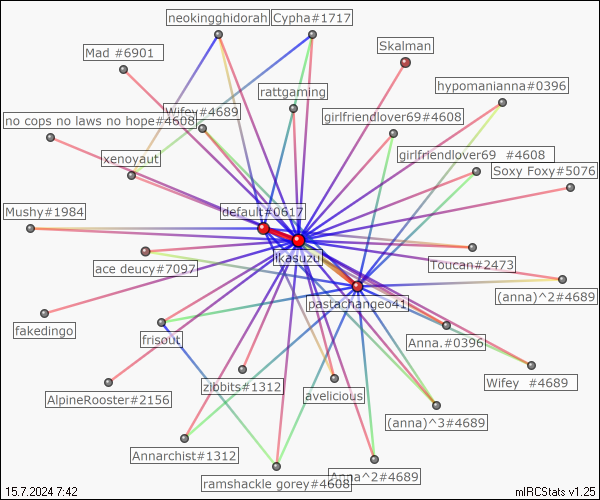 neokingghidorah
Cypha#1717
Skalman
Mad #6901
hypomanianna#0396
rattgaming
Wifey#4689
girlfriendlover69#4608
no cops no laws no hope#4608
xenoyaut
girlfriendlover69 #4608
Soxy Foxy#5076
Mushy#1984
default#0617
ikasuzu
Toucan#2473
ace deucy#7097
(anna)^2#4689
pastachangeo41
fakedingo
frisout
Anna.#0396
zibbits#1312
Wifey #4689
AlpineRooster#2156
avelicious
(anna)^3#4689
Annarchist#1312
Anna^2#4689
ramshackle gorey#4608
15.7.2024 7:42
mIRCStats v1.25